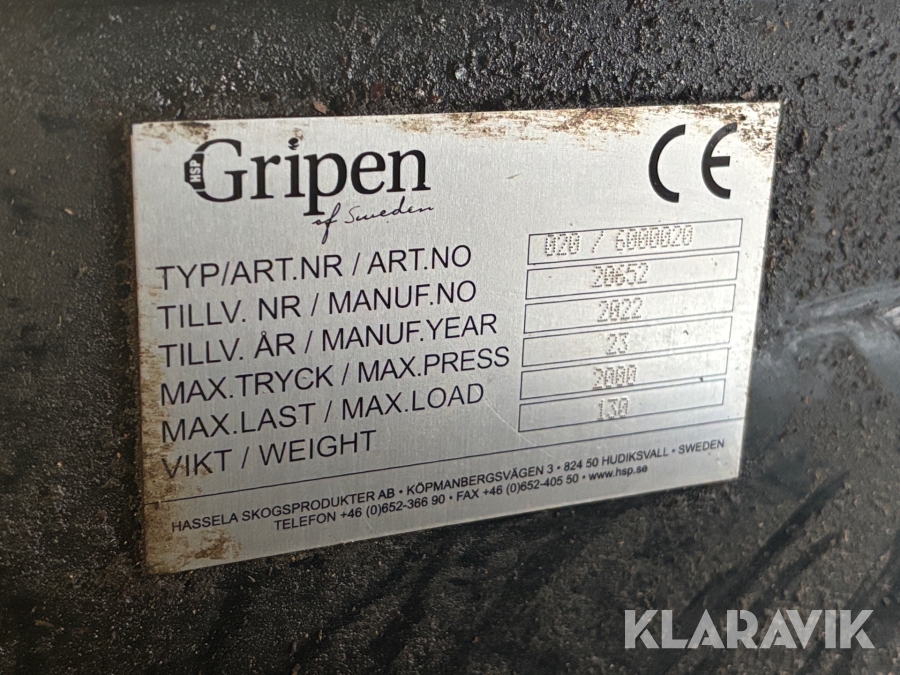 HSP Gripen
of Sweden
CE
TYP/ART.NR / ART.NO 020 / 6000020
TILLV. NR / MANUF.NO 20652
TILLV. ÅR / MANUF.YEAR 2022
MAX.TRYCK / MAX.PRESS 23
MAX.LAST / MAX.LOAD 2000
VIKT / WEIGHT 130
HASSELA SKOGSPRODUKTER AB • KÖPMANBERGSVÄGEN 3 • 824 50 HUDIKSVALL • SWEDEN
TELEFON +46 (0)652-366 90 • FAX +46 (0)652-405 50 • www.hsp.se
KLARAVIK